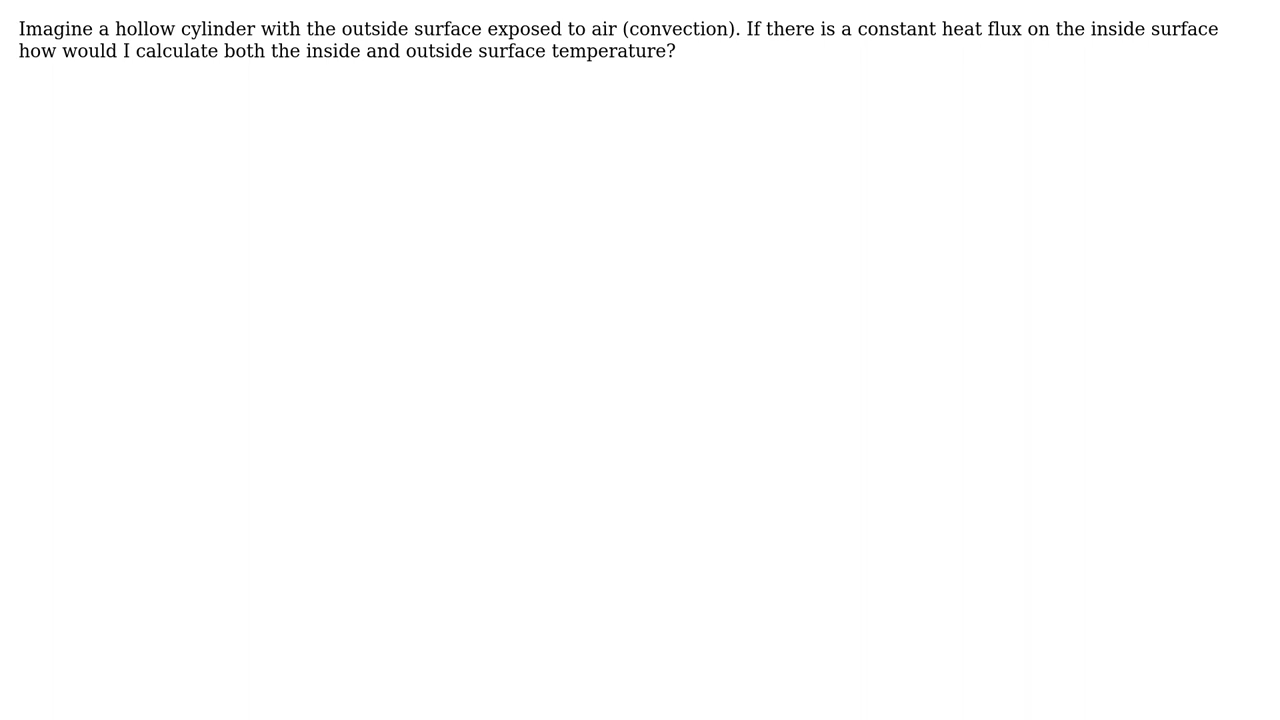 Imagine a hollow cylinder with the outside surface exposed to air (convection). If there is a constant heat flux on the inside surface
how would I calculate both the inside and outside surface temperature?